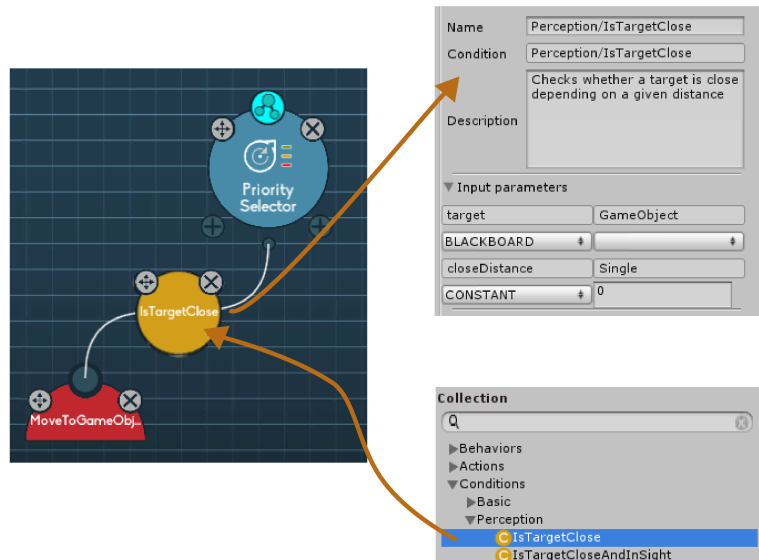 Name
Perception/IsTargetClose
Condition
Perception/IsTargetClose
Description
Checks whether a target is close
depending on a given distance
Input parameters
target
GameObject
BLACKBOARD
closeDistance
Single
CONSTANT
0
Priority
Selector
IsTargetClose
MoveToGameObj...
Collection
Behaviors
Actions
Conditions
Basic
Perception
C IsTargetClose
C IsTargetCloseAndInSight